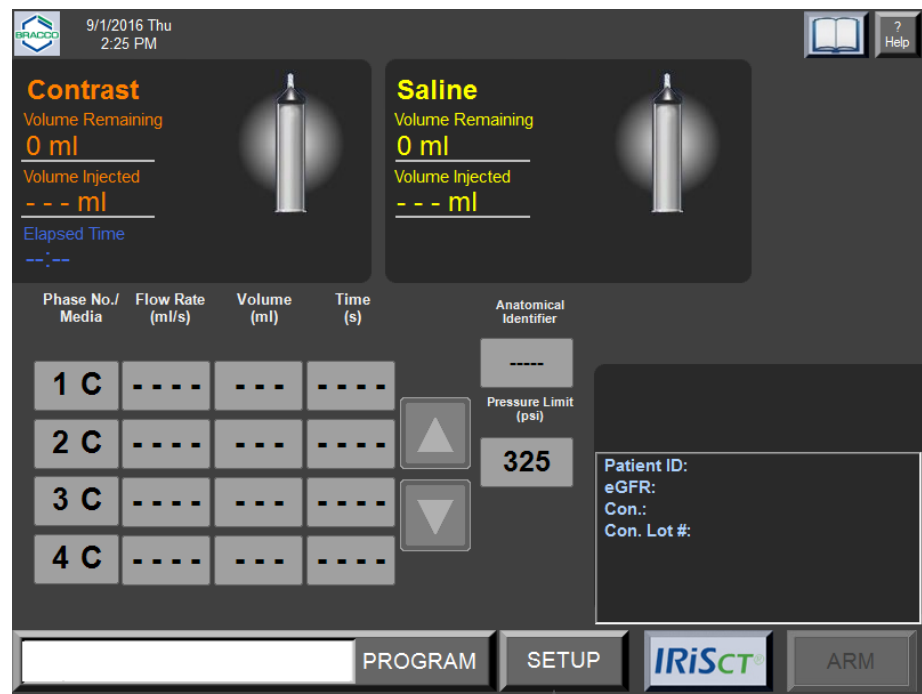 BRACCO
9/1/2016 Thu
2:25 PM
?
Help
Contrast
Volume Remaining
0 ml
Volume Injected
- - - ml
Elapsed Time
--:--
Saline
Volume Remaining
0 ml
Volume Injected
- - - ml
Phase No./ Media
Flow Rate (ml/s)
Volume (ml)
Time (s)
1 C - - - - - - - - - - -
2 C - - - - - - - - - - -
3 C - - - - - - - - - - -
4 C - - - - - - - - - - -
Anatomical
Identifier
-----
Pressure Limit
(psi)
325
Patient ID:
eGFR:
Con.:
Con. Lot #:
PROGRAM
SETUP
IRiSCT®
ARM